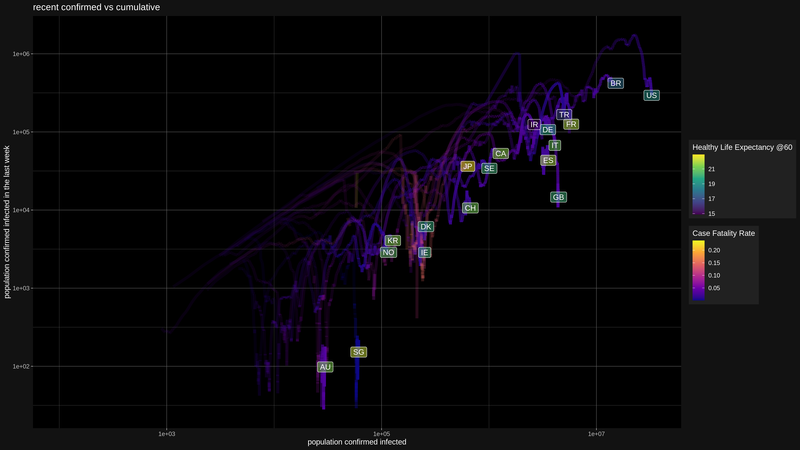 recent confirmed vs cumulative
population confirmed infected in the last week
1e+06
1e+05
1e+04
1e+03
1e+02
BR
US
TR
IR
DE
FR
IT
CA
ES
JP
SE
GB
CH
DK
KR
NO
IE
SG
AU
1e+03
1e+05
1e+07
population confirmed infected
Healthy Life Expectancy @60
21
19
17
15
Case Fatality Rate
0.20
0.15
0.10
0.05